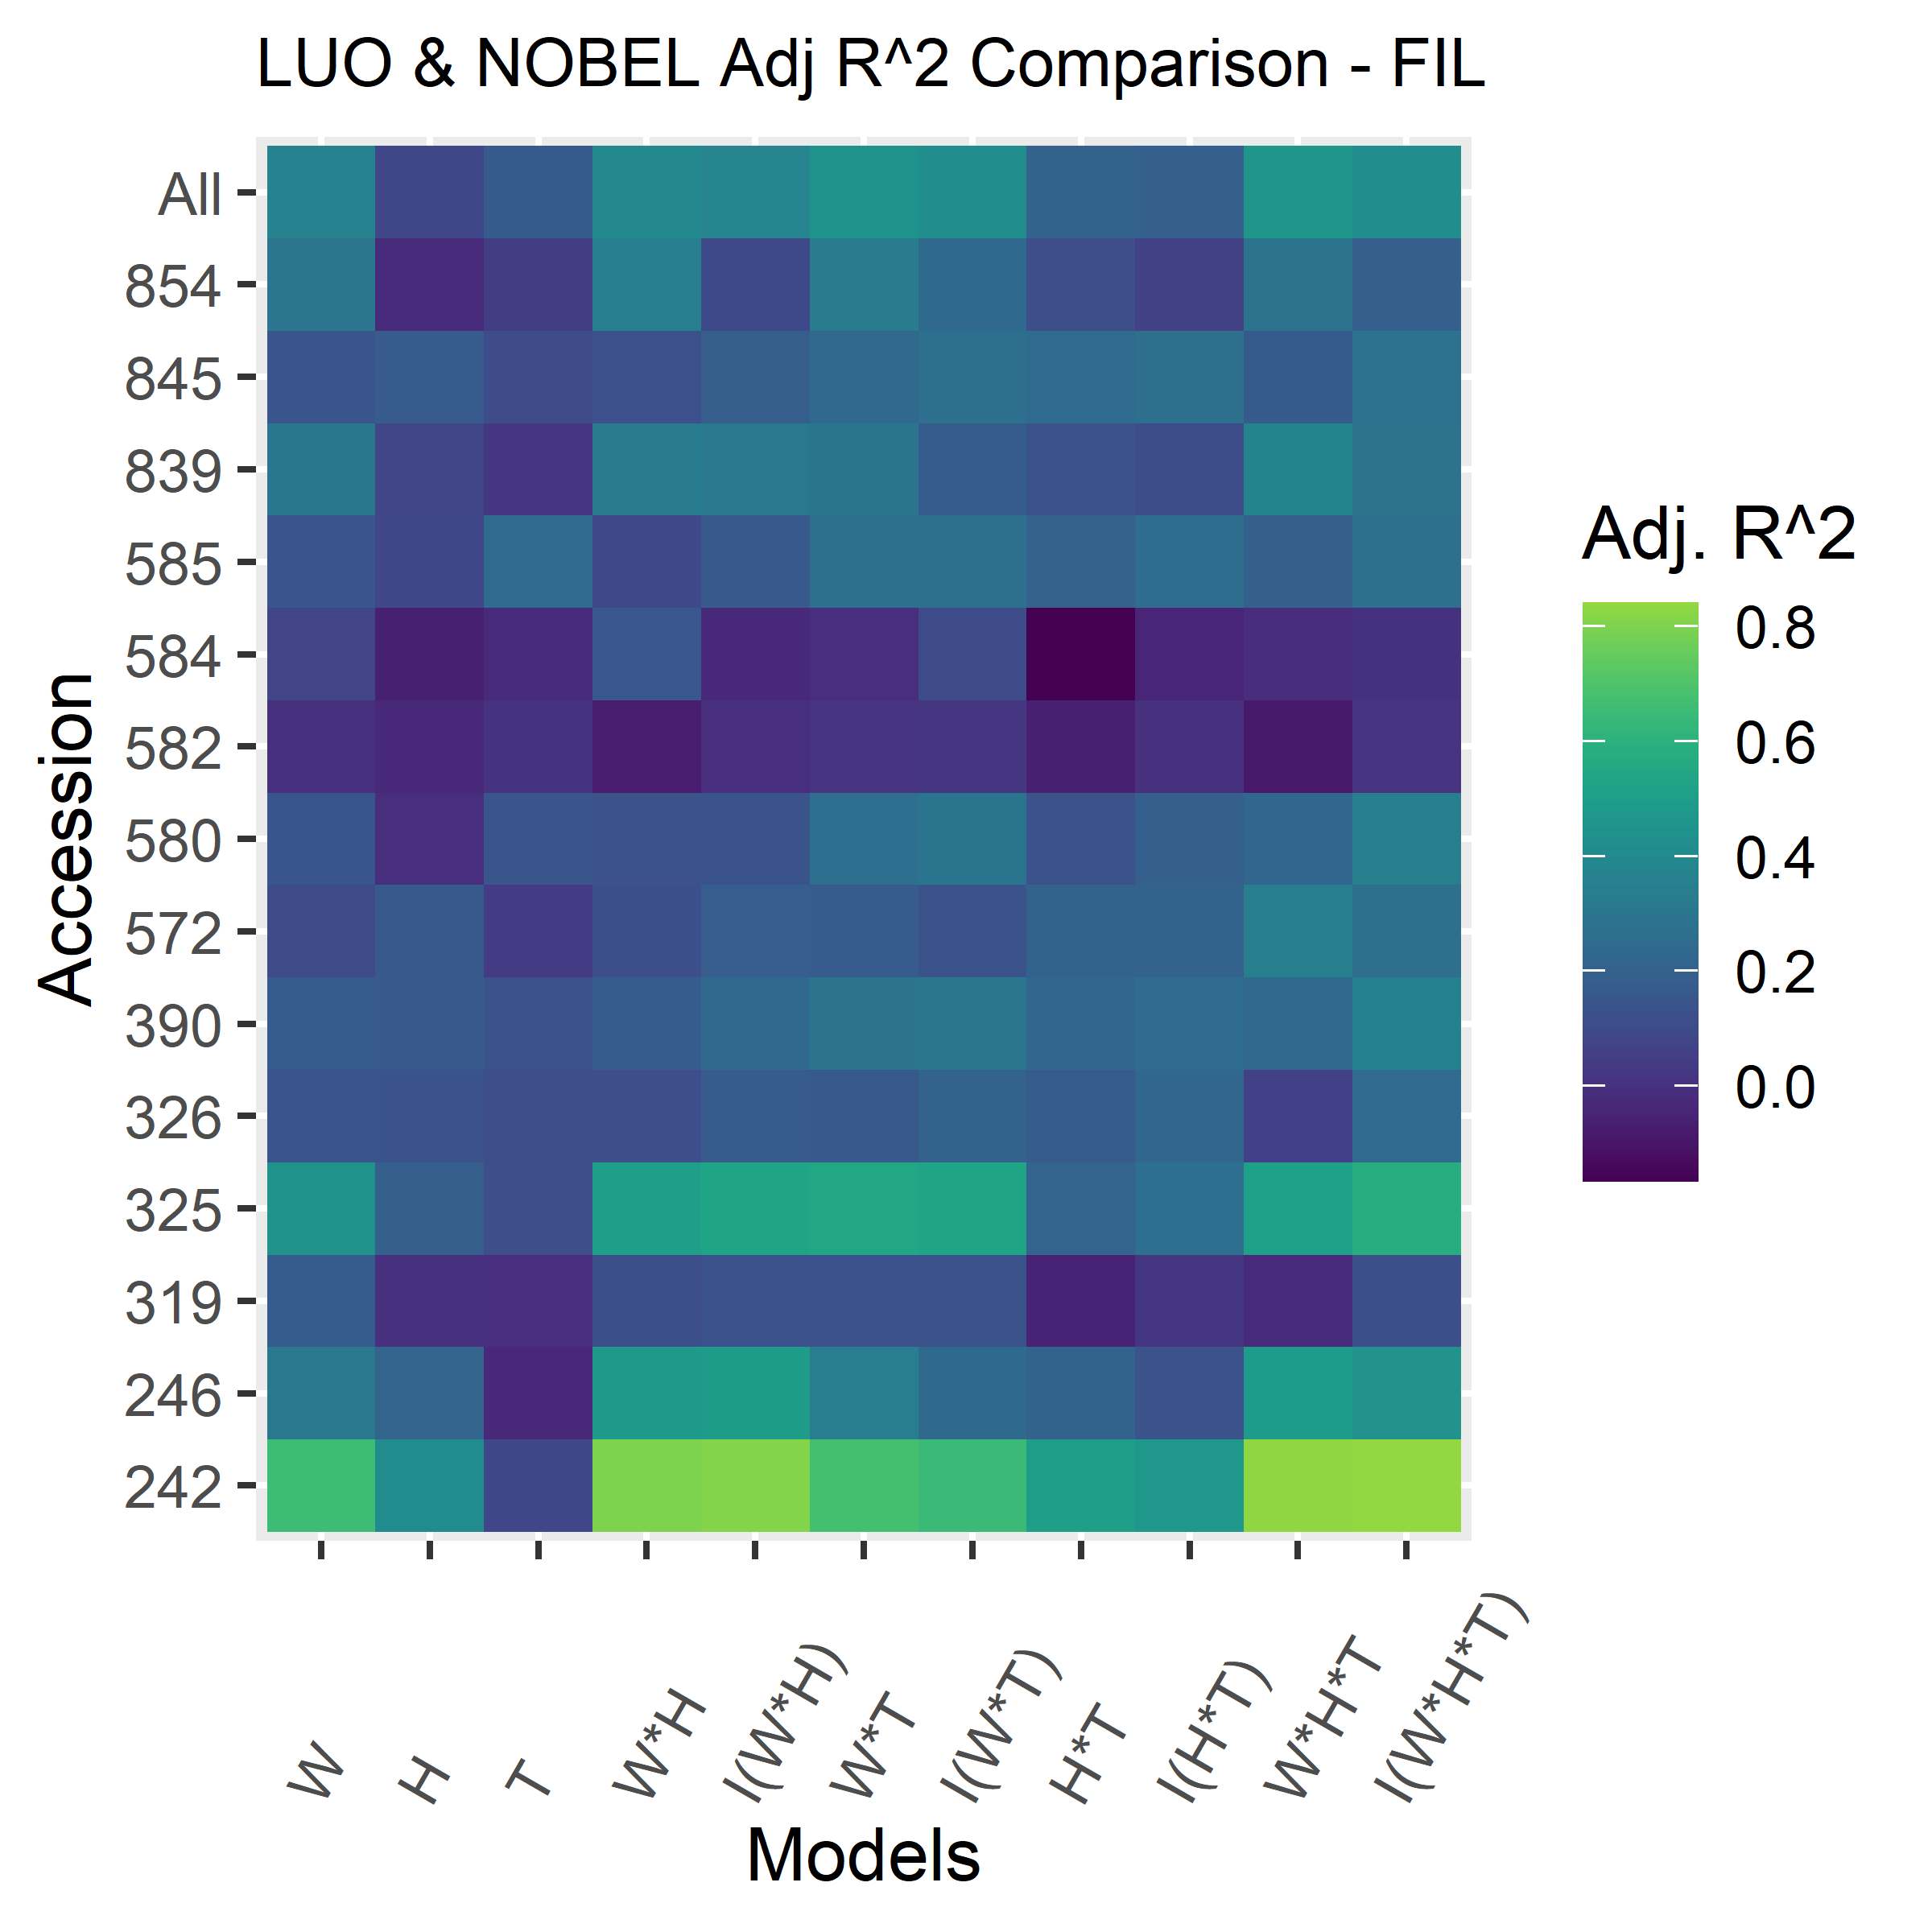 LUO & NOBEL Adj R^2 Comparison - FIL
All
854
845
839
585
584
582
580
572
390
326
325
319
246
242
Accession
W
H
T
W*H
I(W*H)
W*T
I(W*T)
H*T
I(H*T)
W*H*T
I(W*H*T)
Models
Adj. R^2
0.8
0.6
0.4
0.2
0.0